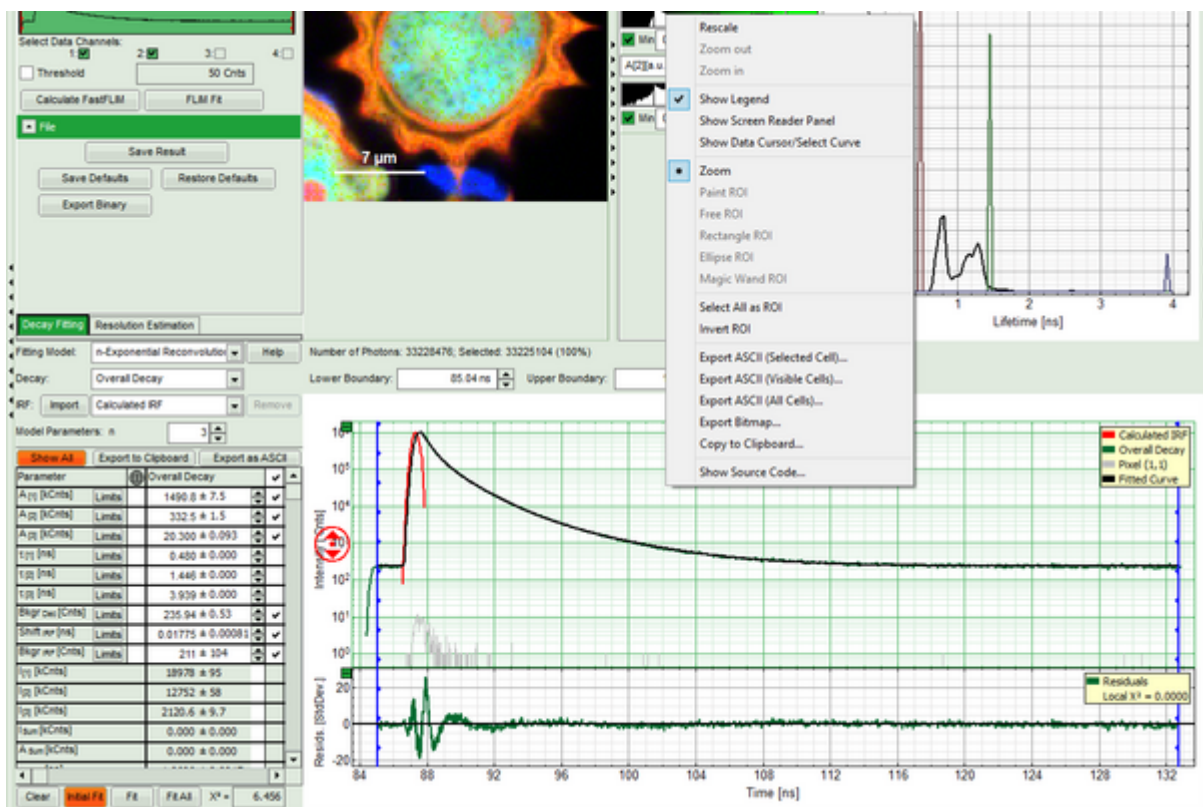 Select Data Channels:
1: 2: 3: 4:
Threshold 50 Cnts
Calculate FastFLIM FLIM Fit
File
Save Result
Save Defaults Restore Defaults
Export Binary
7 µm
Min
A[2][a.u.
Min
Rescale
Zoom out
Zoom in
Show Legend
Show Screen Reader Panel
Show Data Cursor/Select Curve
Zoom
Paint ROI
Free ROI
Rectangle ROI
Ellipse ROI
Magic Wand ROI
Select All as ROI
Invert ROI
Export ASCII (Selected Cell)...
Export ASCII (Visible Cells)...
Export ASCII (All Cells)...
Export Bitmap...
Copy to Clipboard...
Show Source Code...
1 2 3 4
Lifetime [ns]
Decay Fitting Resolution Estimation
Fitting Model: n-Exponential Reconvolution Help
Decay: Overall Decay
IRF: Import Calculated IRF Remove
Model Parameters: n 3
Show All Export to Clipboard Export as ASCII
Parameter Overall Decay
A [1] [kCnts] Limits 1490.8 ± 7.5
A [2] [kCnts] Limits 332.5 ± 1.5
A [3] [kCnts] Limits 20.300 ± 0.093
τ [1] [ns] Limits 0.480 ± 0.000
τ [2] [ns] Limits 1.446 ± 0.000
τ [3] [ns] Limits 3.939 ± 0.000
Bkgr Dec [Cnts] Limits 235.94 ± 0.53
Shift IRF [ns] Limits 0.01775 ± 0.00081
Bkgr IRF [Cnts] Limits 211 ± 104
I [1] [kCnts] 18978 ± 95
I [2] [kCnts] 12752 ± 58
I [3] [kCnts] 2120.6 ± 9.7
I Sum [kCnts] 0.000 ± 0.000
A Sum [kCnts] 0.000 ± 0.000
Clear Initial Fit Fit Fit All X² = 6.456
Number of Photons: 33228476; Selected: 33225104 (100%)
Lower Boundary: 85.04 ns Upper Boundary:
Calculated IRF
Overall Decay
Pixel (1,1)
Fitted Curve
10⁵
10⁴
10²
10¹
10⁰
Residuals
Local X² = 0.0000
20
0
-20
Resids. [StdDev]
84 88 92 96 100 104 108 112 116 120 124 128 132
Time [ns]